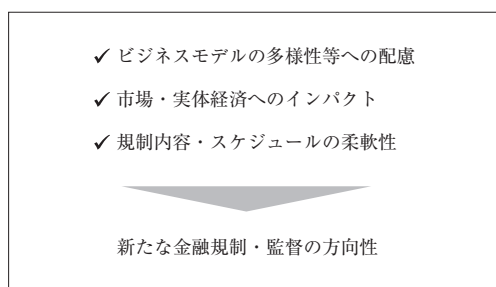 ✓ ビジネスモデルの多様性等への配慮
✓ 市場・実体経済へのインパクト
✓ 規制内容・スケジュールの柔軟性
新たな金融規制・監督の方向性